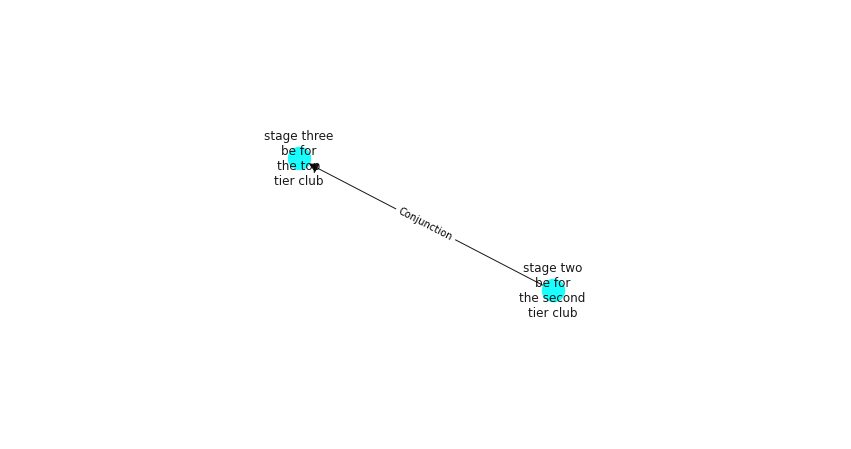 stage three
be for
the top
tier club
Conjunction
stage two
be for
the second
tier club